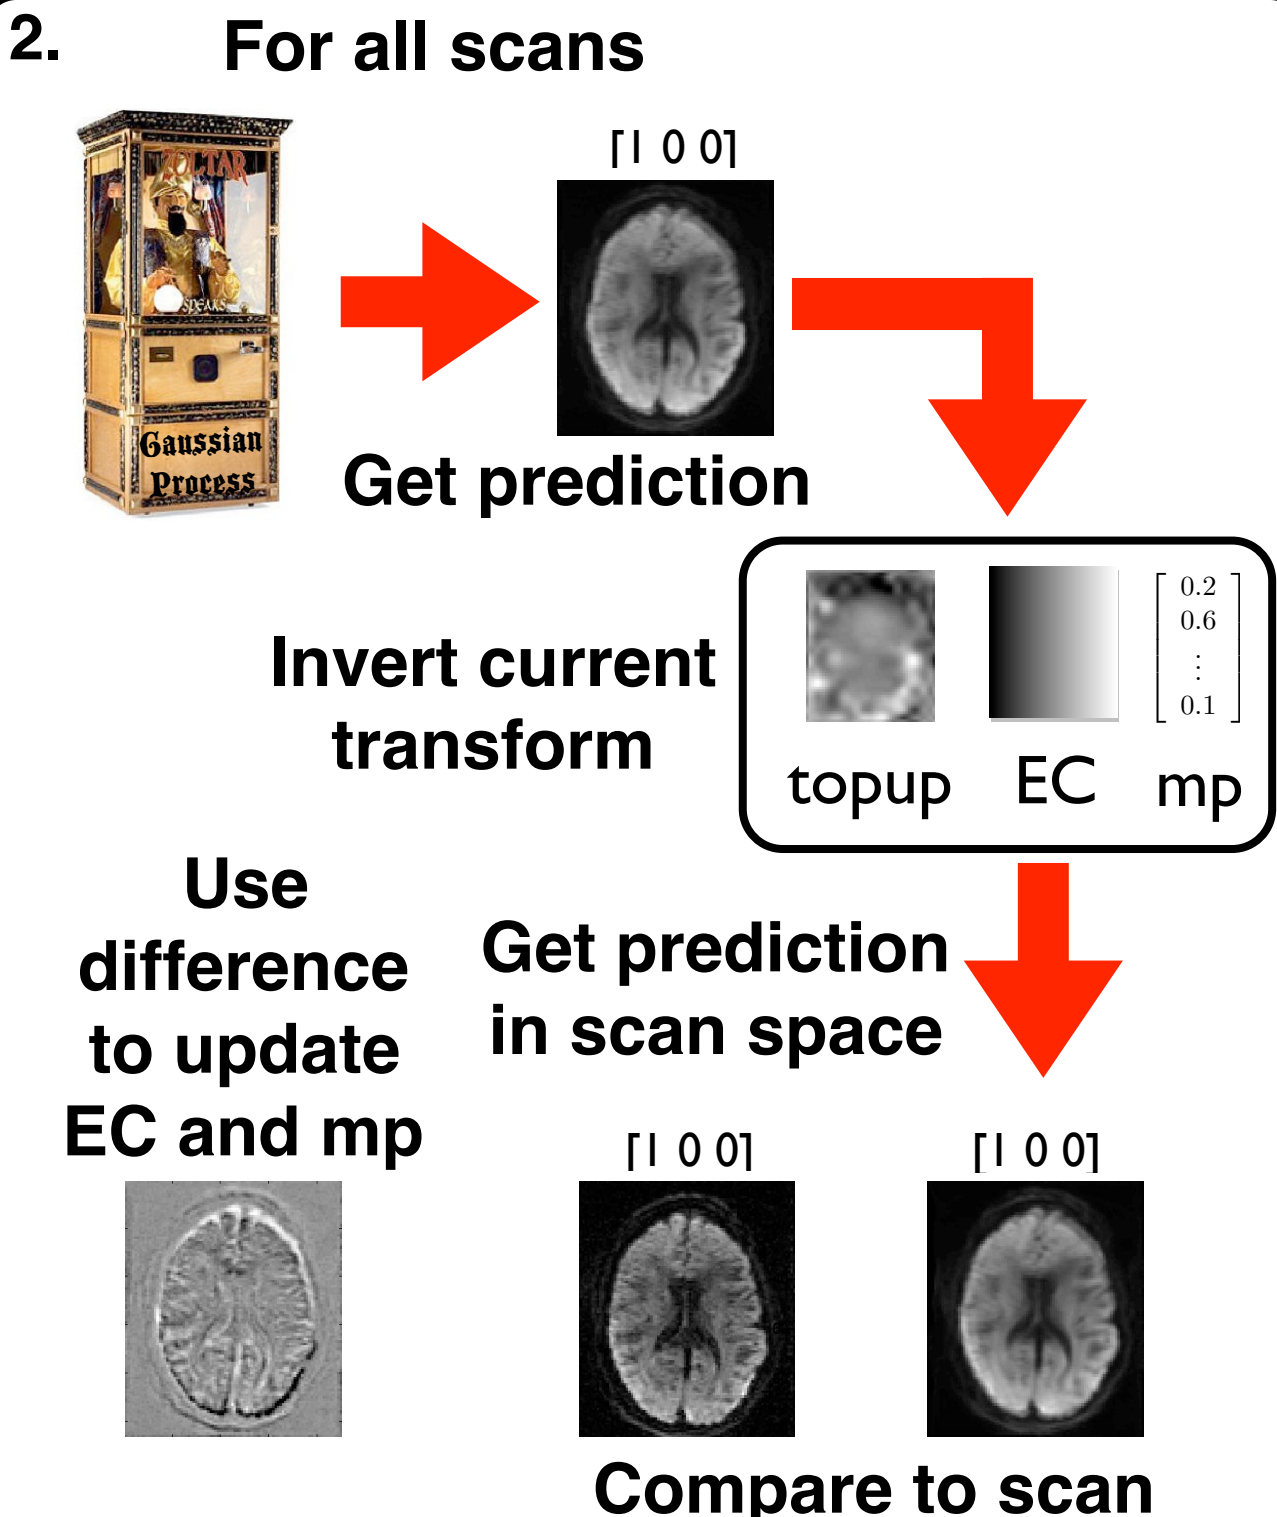 2.
For all scans
ZOLTAR
SPEAKS
Gaussian
Process
[1 0 0]
Get prediction
Invert current
transform
0.2
0.6
⋮
0.1
topup
EC
mp
Use
difference
to update
EC and mp
Get prediction
in scan space
[1 0 0]
[1 0 0]
Compare to scan